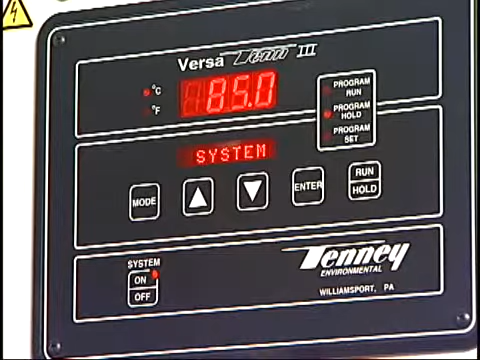 Versa Tenn III
°C
85.0
°F
PROGRAM
RUN
PROGRAM
HOLD
PROGRAM
SET
SYSTEM
MODE
ENTER
RUN
HOLD
SYSTEM
ON
OFF
Tenney
ENVIRONMENTAL
WILLIAMSPORT, PA